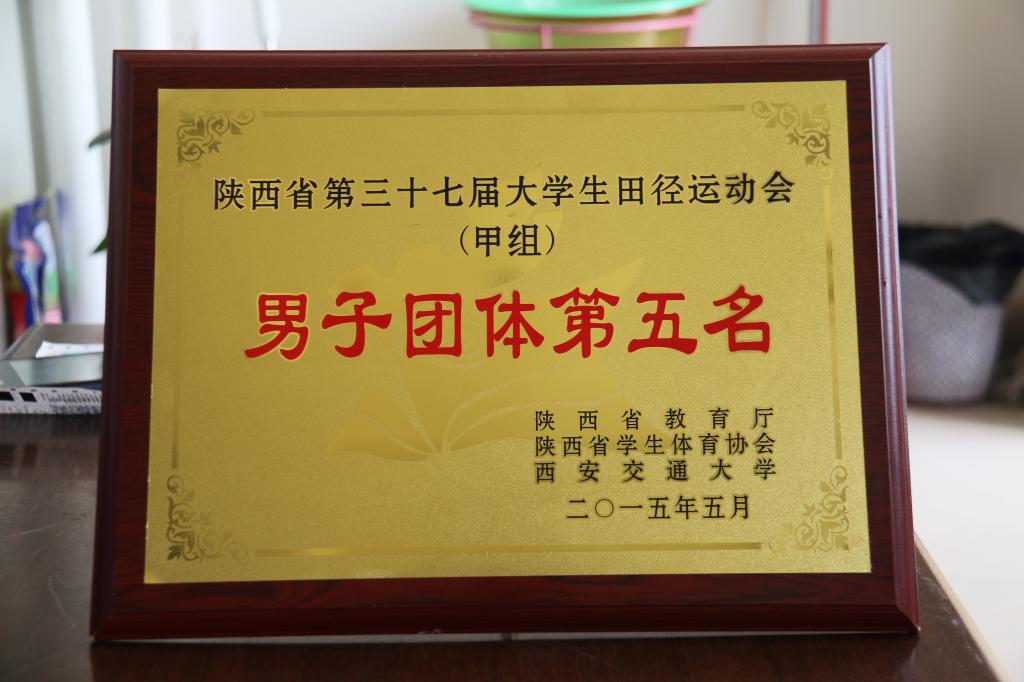 陕西省第三十七届大学生田径运动会
（甲组）
男子团体第五名
陕西省教育厅
陕西省学生体育协会
西安交通大学
二〇一五年五月